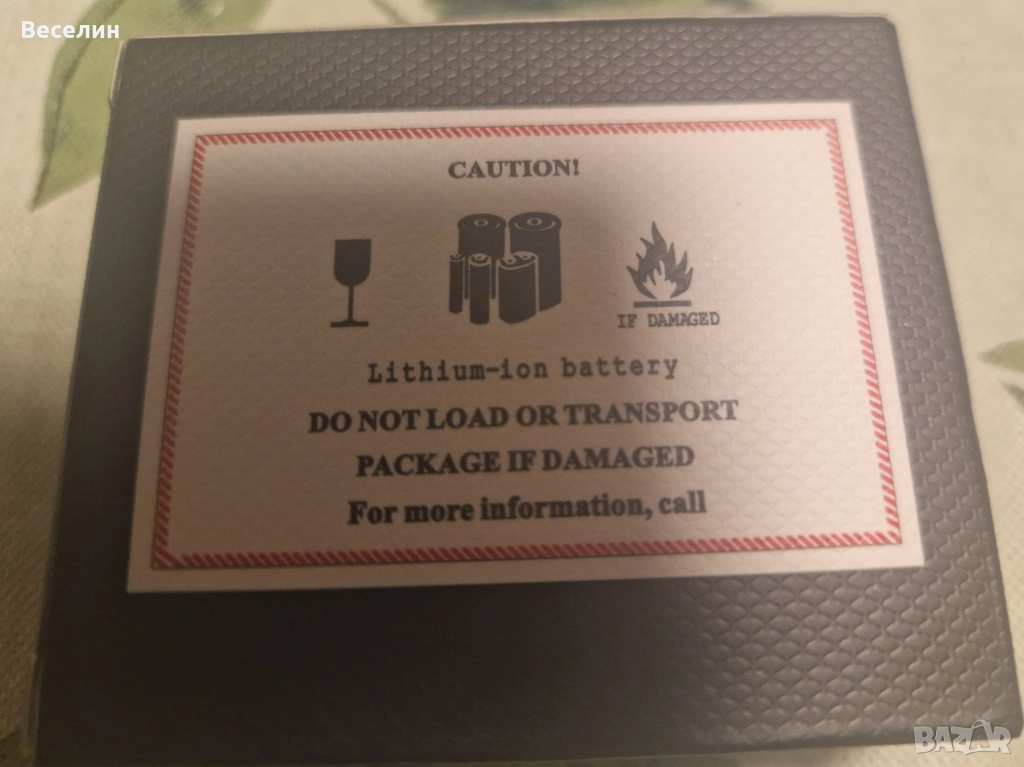 Веселин
CAUTION!
IF DAMAGED
Lithium-ion battery
DO NOT LOAD OR TRANSPORT
PACKAGE IF DAMAGED
For more information, call
BAZAR